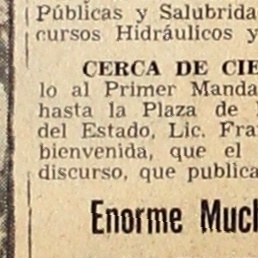 Públicas y Salubrida
cursos Hidráulicos y
CERCA DE CIE
lo al Primer Manda
hasta la Plaza de
del Estado, Lic. Fra
bienvenida, que el
discurso, que publica
Enorme Much